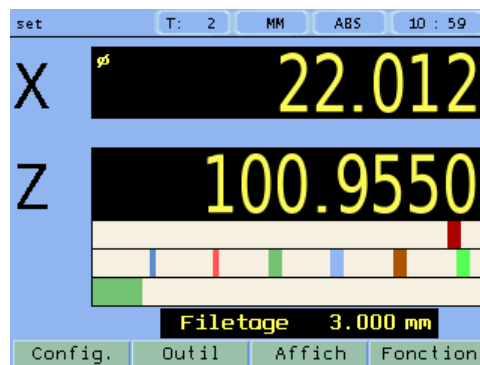 set T: 2 MM ABS 10 : 59
X ø 22.012
Z 100.9550
Filetage 3.000 mm
Config. Outil Affich Fonction